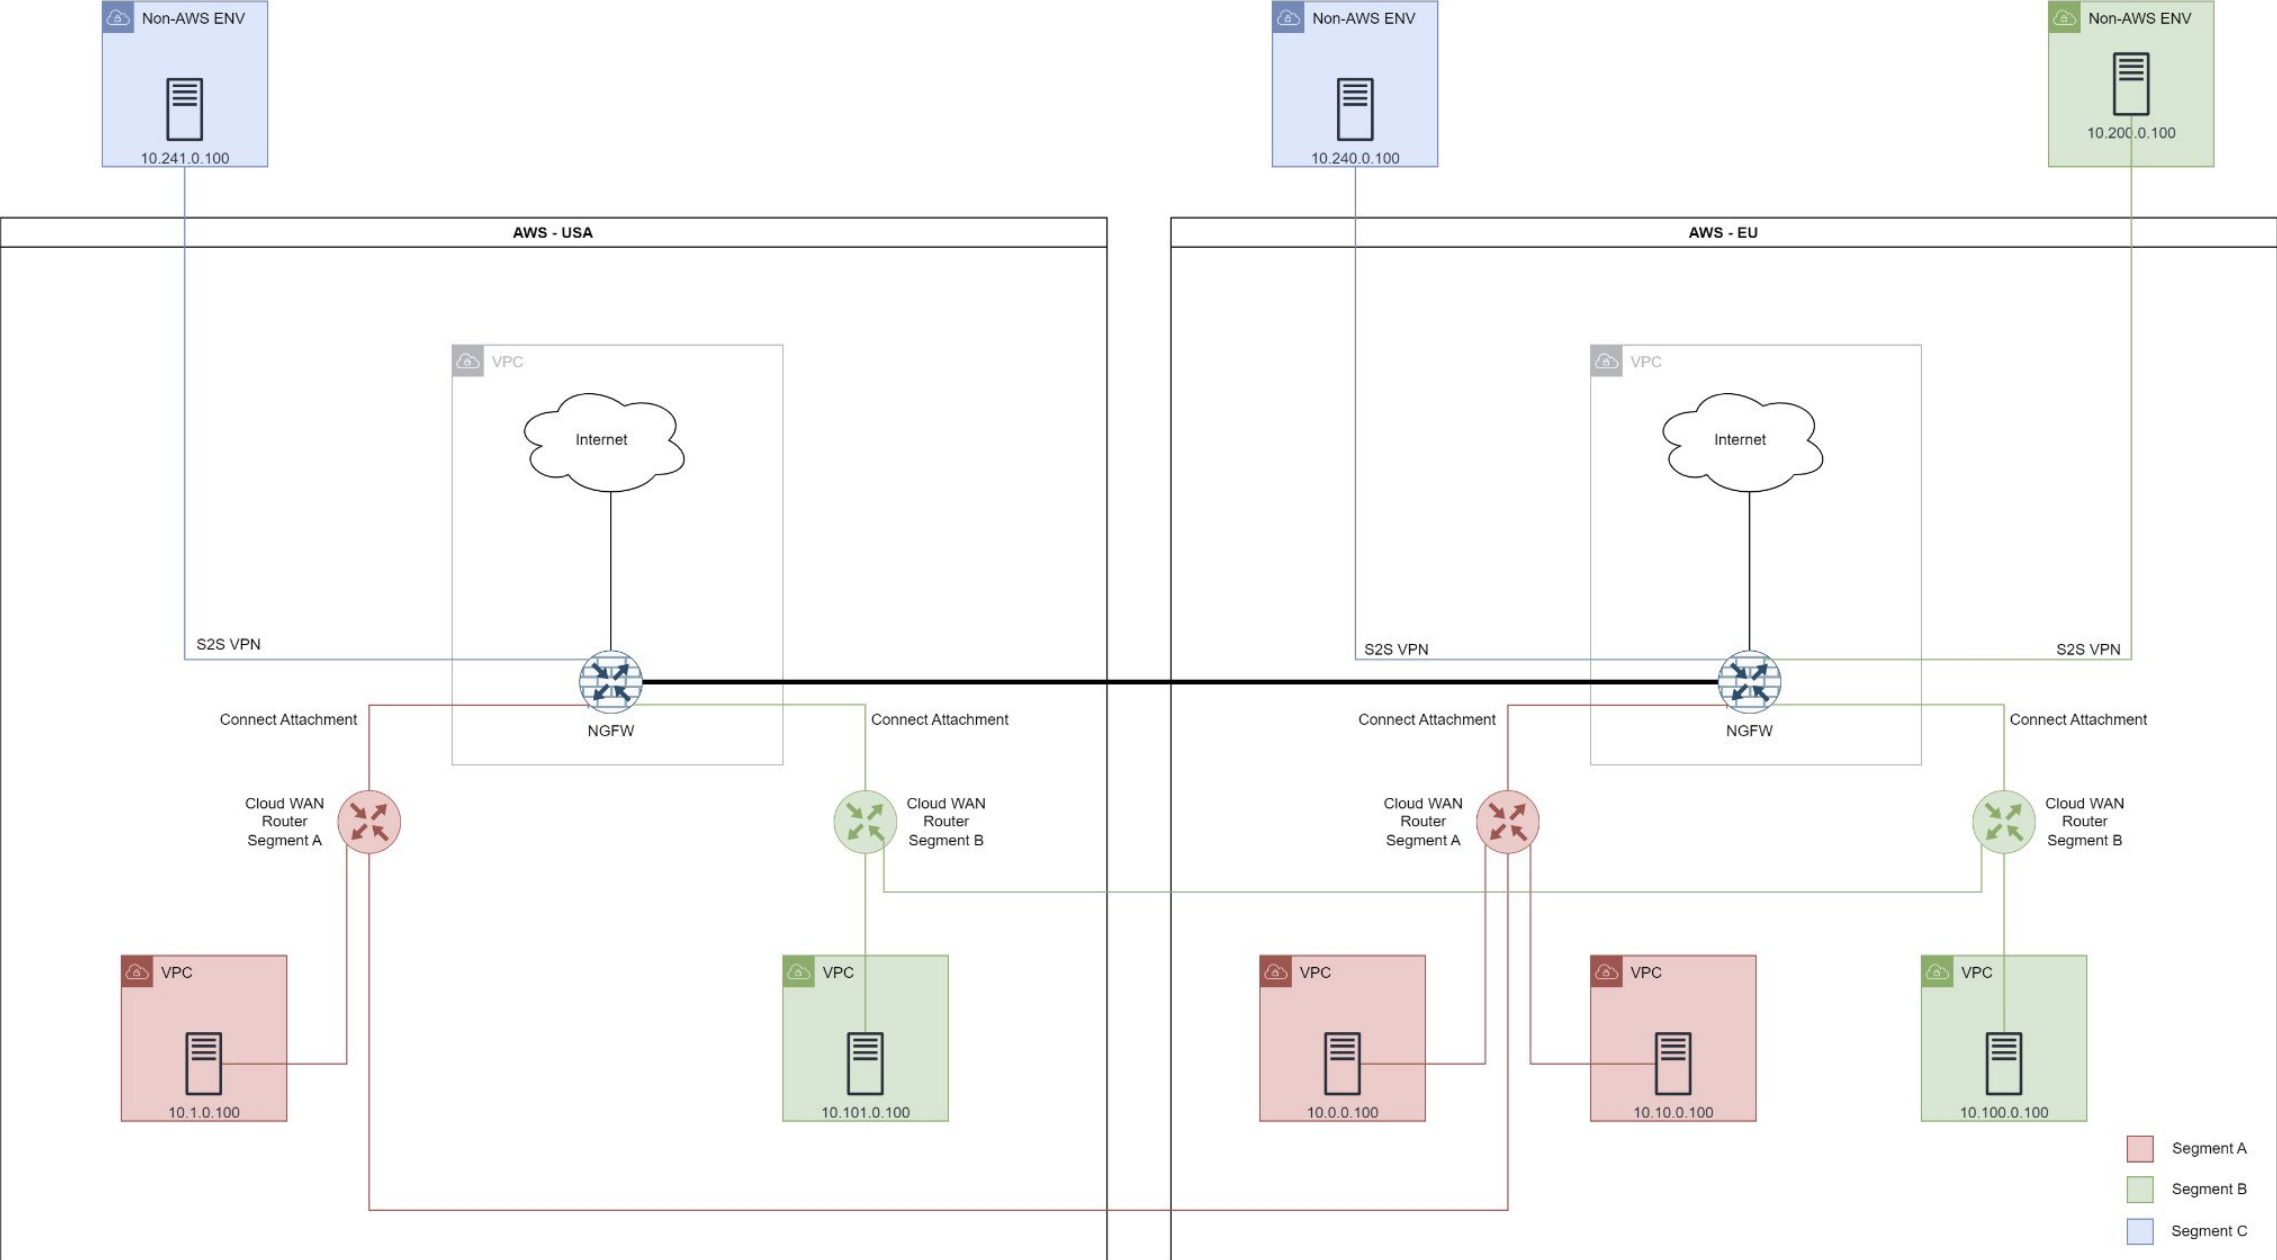 Non-AWS ENV
10.241.0.100
Non-AWS ENV
10.240.0.100
Non-AWS ENV
10.200.0.100
AWS - USA
AWS - EU
VPC
Internet
S2S VPN
NGFW
Connect Attachment
Connect Attachment
Cloud WAN
Router
Segment A
Cloud WAN
Router
Segment B
VPC
10.1.0.100
VPC
10.101.0.100
VPC
Internet
S2S VPN
S2S VPN
NGFW
Connect Attachment
Connect Attachment
Cloud WAN
Router
Segment A
Cloud WAN
Router
Segment B
VPC
10.0.0.100
VPC
10.10.0.100
VPC
10.100.0.100
Segment A
Segment B
Segment C